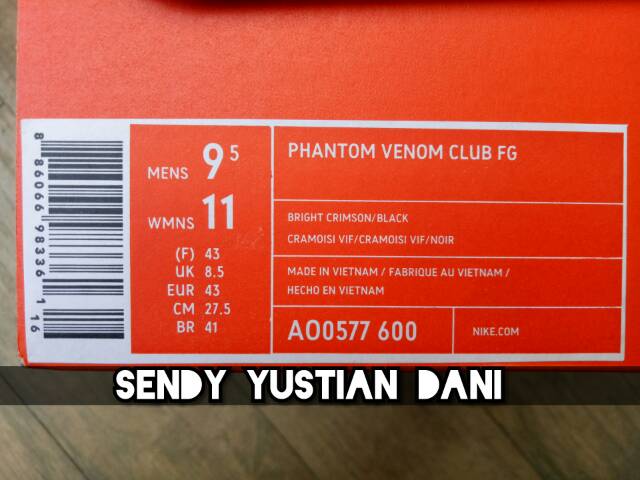 8 86066 98336 1 16
MENS 9 5
WMNS 11
(F) 43
UK 8.5
EUR 43
CM 27.5
BR 41
PHANTOM VENOM CLUB FG
BRIGHT CRIMSON/BLACK
CRAMOISI VIF/CRAMOISI VIF/NOIR
MADE IN VIETNAM / FABRIQUE AU VIETNAM /
HECHO EN VIETNAM
AO0577 600
NIKE.COM
SENDY YUSTIAN DANI